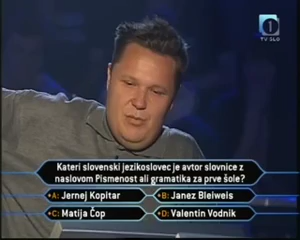 1
TV SLO
Kateri slovenski jezikoslovec je avtor slovnice z
naslovom Pismenost ali gramatika za prve šole?
A: Jernej Kopitar
B: Janez Bleiweis
C: Matija Čop
D: Valentin Vodnik